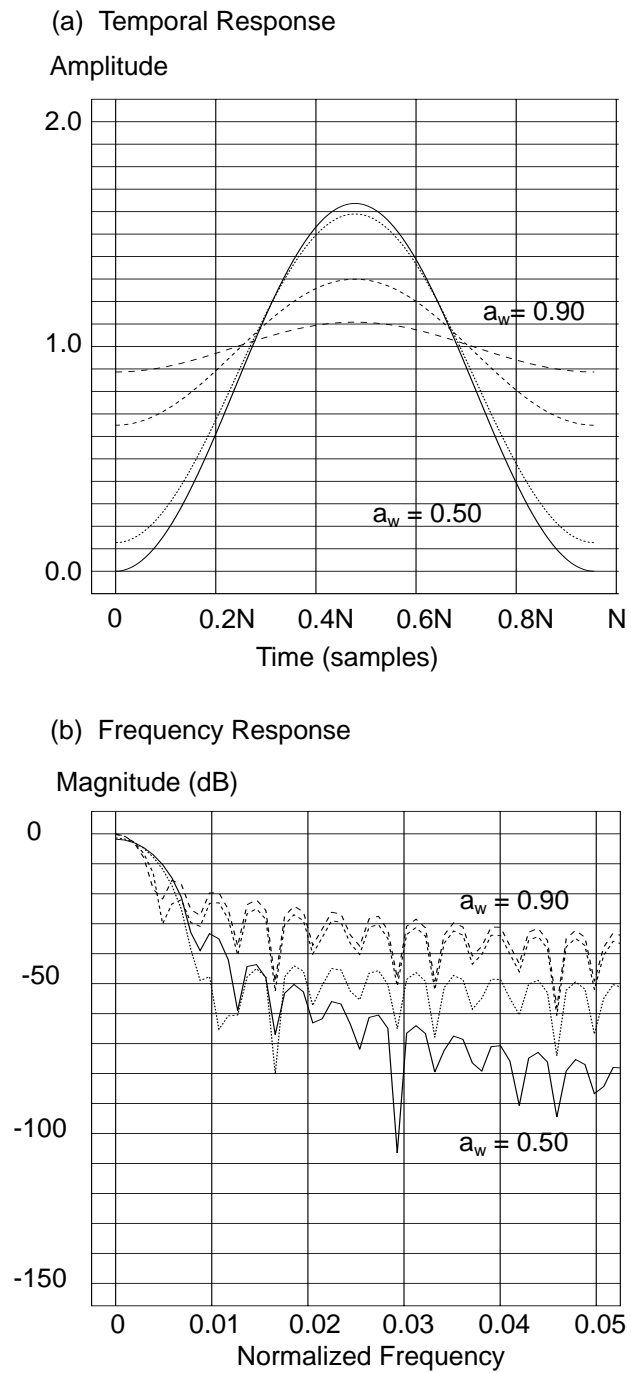 (a) Temporal Response
Amplitude
2.0
a_w= 0.90
1.0
a_w = 0.50
0.0
0 0.2N 0.4N 0.6N 0.8N N
Time (samples)
(b) Frequency Response
Magnitude (dB)
0
a_w = 0.90
-50
-100
a_w = 0.50
-150
0 0.01 0.02 0.03 0.04 0.05
Normalized Frequency